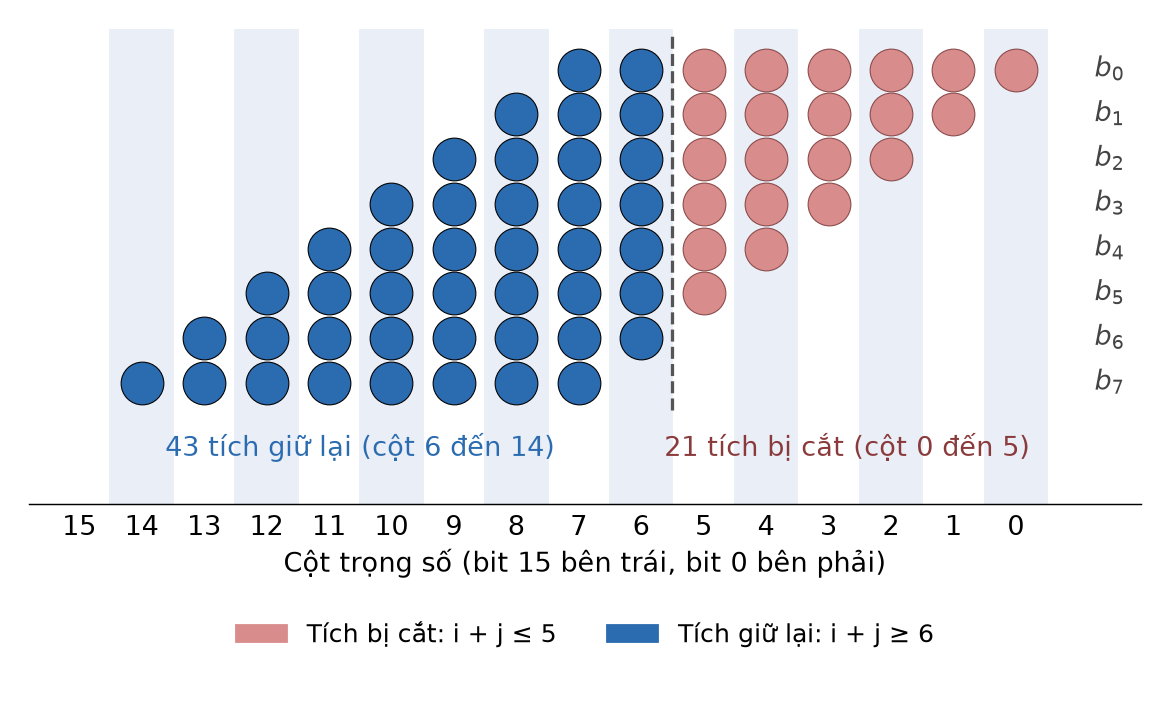 b₀
b₁
b₂
b₃
b₄
b₅
b₆
b₇
43 tích giữ lại (cột 6 đến 14) 21 tích bị cắt (cột 0 đến 5)
15 14 13 12 11 10 9 8 7 6 5 4 3 2 1 0
Cột trọng số (bit 15 bên trái, bit 0 bên phải)
Tích bị cắt: i + j ≤ 5 Tích giữ lại: i + j ≥ 6